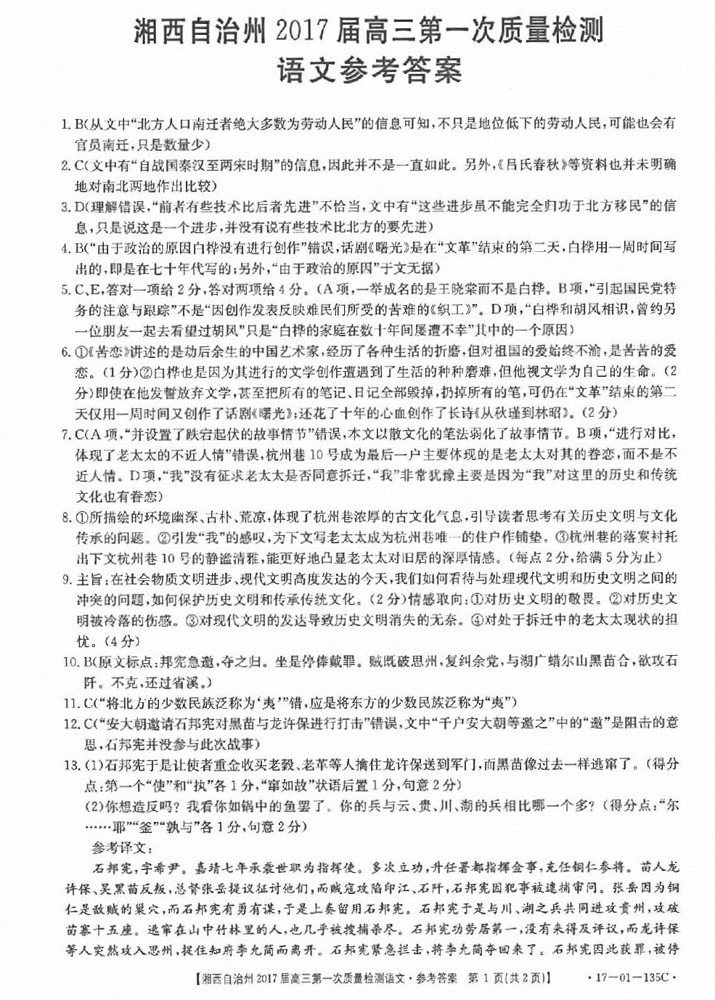 湘西自治州 2017 届高三第一次质量检测
语文参考答案
1. B(从文中“北方人口南迁者绝大多数为劳动人民”的信息可知,不只是地位低下的劳动人民,可能也会有
官员南迁,只是数量少)
2. C(文中有“自战国秦汉至两宋时期”的信息,因此并不是一直如此。另外,《吕氏春秋》等资料也并未明确
地对南北两地作出比较)
3. D(理解错误,“前者有些技术比后者先进”不恰当,文中有“这些进步虽不能完全归功于北方移民”的信
息,只是说这是一个进步,并没有说有些技术比北方的要先进)
4. B(“由于政治的原因白桦没有进行创作”错误,话剧《曙光》是在“文革”结束的第二天,白桦用一周时间写
出的,即是在七十年代写的;另外,“由于政治的原因”于文无据)
5. C、E,答对一项给 2 分,答对两项给 4 分。(A 项,一举成名的是王晓棠而不是白桦。B 项,“引起国民党特
务的注意与跟踪”不是“因创作发表反映难民们所受的苦难的《织工》”。D 项,“白桦和胡风相识,曾约另
一位朋友一起去看望过胡风”只是“白桦的家庭在数十年间屡遭不幸”其中的一个原因)
6. ①《苦恋》讲述的是劫后余生的中国艺术家,经历了各种生活的折磨,但对祖国的爱始终不渝,是苦苦的爱
恋。(1 分)②白桦也是因为其进行的文学创作遭遇到了生活的种种磨难,但他视文学为自己的生命。(2
分)即使在他发誓放弃文学,甚至把所有的笔记、日记全部毁掉,扔掉所有的笔,可仍在“文革”结束的第二
天仅用一周时间又创作了话剧《曙光》;还花了十年的心血创作了长诗《从秋瑾到林昭》。(2 分)
7. C(A 项,“并设置了跌宕起伏的故事情节”错误,本文以散文化的笔法弱化了故事情节。B 项,“进行对比,
体现了老太太的不近人情”错误,杭州巷 10 号成为最后一户主要体现的是老太太对其的眷恋,而不是不
近人情。D 项,“我”没有征求老太太是否同意拆迁,“我”非常犹豫主要是因为“我”对这里的历史和传统
文化也有眷恋)
8. ①所描绘的环境幽深、古朴、荒凉,体现了杭州巷浓厚的古文化气息,引导读者思考有关历史文明与文化
传承的问题。②引发“我”的感叹,为下文写老太太成为杭州巷唯一的住户作铺垫。③杭州巷的落寞衬托
出下文杭州巷 10 号的静谧清雅,能更好地凸显老太太对旧居的深厚情感。(每点 2 分,给满 5 分为止)
9. 主旨:在社会物质文明进步、现代文明高度发达的今天,我们如何看待与处理现代文明和历史文明之间的
冲突的问题,如何保护历史文明和传承传统文化。(2 分)情感取向:①对历史文明的敬畏。②对历史文
明被冷落的伤感。③对现代文明的发达导致历史文明消失的无奈。④对处于拆迁中的老太太现状的担
忧。(4 分)
10. B(原文标点:邦宪急邀,夺之归。坐是停俸戴罪。贼既破思州,复纠余党,与湖广蜡尔山黑苗合,欲攻石
阡。不克,还过省溪。)
11. C(“将北方的少数民族泛称为‘夷’”错,应是将东方的少数民族泛称为“夷”)
12. C(“安大朝邀请石邦宪对黑苗与龙许保进行打击”错误,文中“千户安大朝等邀之”中的“邀”是阻击的意
思,石邦宪并没参与此次战事)
13. (1)石邦宪于是让使者重金收买老毂、老革等人擒住龙许保送到军门,而黑苗像过去一样逃窜了。(得分
点:第一个“使”和“执”各 1 分,“窜如故”状语后置 1 分,句意 2 分)
(2)你想造反吗?我看你如锅中的鱼罢了。你的兵与云、贵、川、湖的兵相比哪一个多?(得分点:“尔
……耶”“釜”“孰与”各 1 分,句意 2 分)
参考译文:
石邦宪,字希尹。嘉靖七年承袭世职为指挥使。多次立功,升任署都指挥佥事,充任铜仁参将。苗人龙
许保、吴黑苗反叛,总督张岳提议征讨他们,而贼寇攻陷印江、石阡,石邦宪因犯事被逮捕审问。张岳因为铜
仁是敌贼的巢穴,而石邦宪有勇有谋,于是上奏留用石邦宪。石邦宪于是与川、湖之兵共同进攻贵州,攻破
苗寨十五座。逃窜在山中竹林里的人,也几乎被搜捕杀尽。石邦宪功劳居第一,没有来得及评议,而龙许保
等人突然攻入思州,捉住知府李允简而离开。石邦宪紧急拦击,将李允简夺回来了。石邦宪因此获罪,被停
【湘西自治州 2017 届高三第一次质量检测语文·参考答案　第 1 页(共 2 页)】 ·17—01—135C·